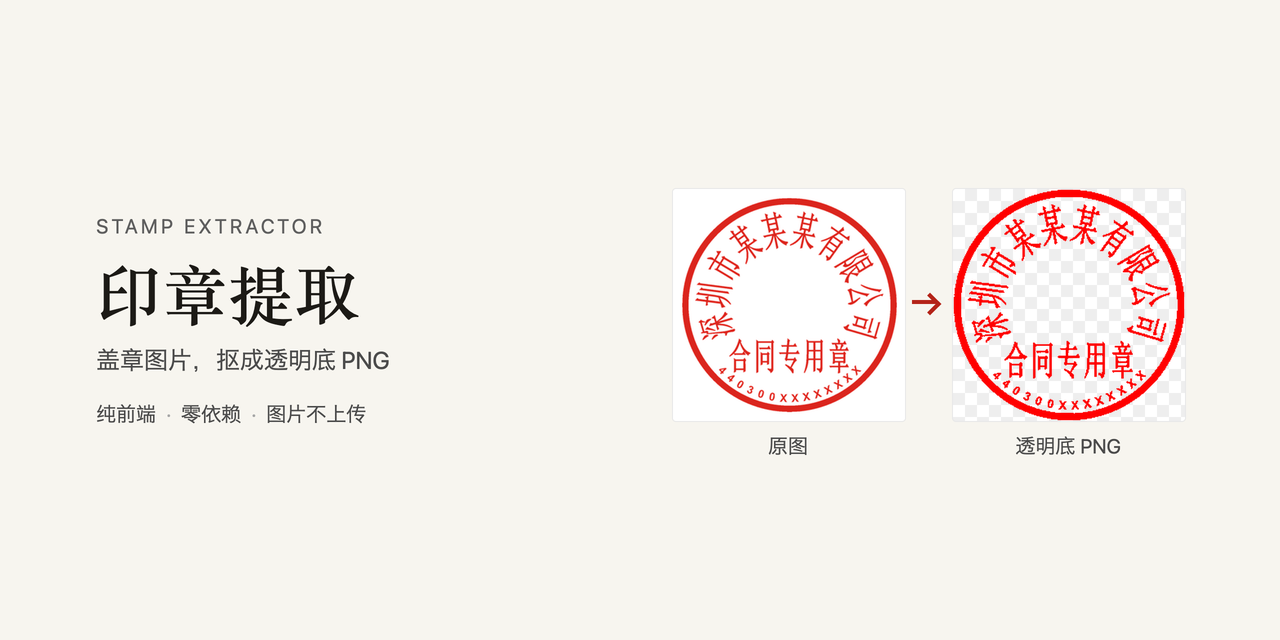 STAMP EXTRACTOR
印章提取
盖章图片，抠成透明底 PNG
纯前端 · 零依赖 · 图片不上传
深圳市某某某有限公司
合同专用章
440300XXXXXXXXX
原图
深圳市某某某有限公司
合同专用章
440300XXXXXXXXX
透明底 PNG